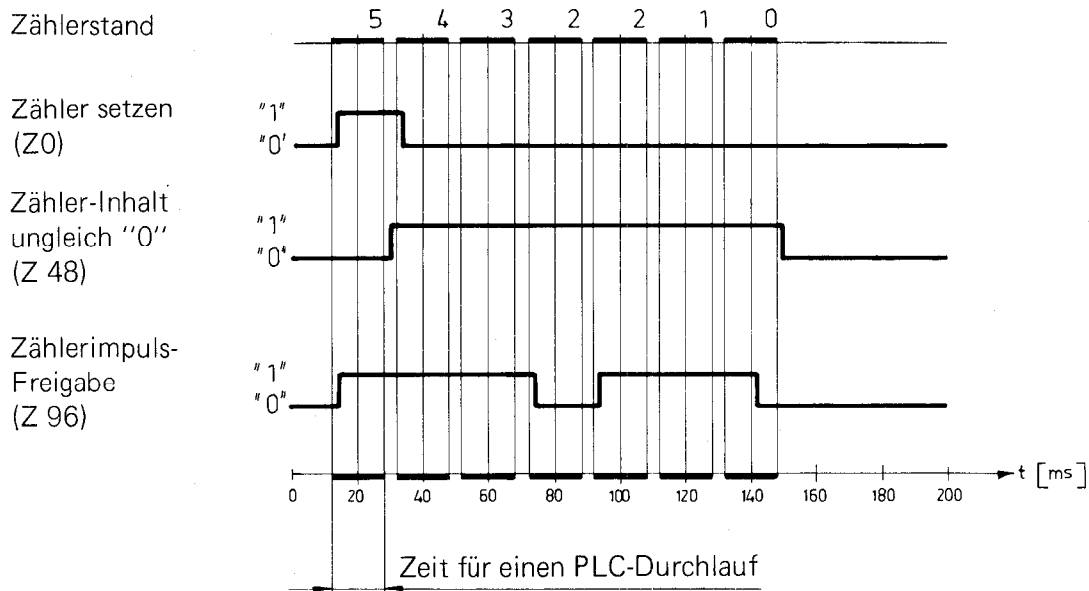 Zählerstand 5 4 3 2 2 1 0
Zähler setzen "1"
(Z0) "0'
Zähler-Inhalt
ungleich "0" "1"
(Z 48) "0"
Zählerimpuls-
Freigabe "1"
(Z 96) "0"
t [ms]
0 20 40 60 80 100 120 140 160 180 200
Zeit für einen PLC-Durchlauf